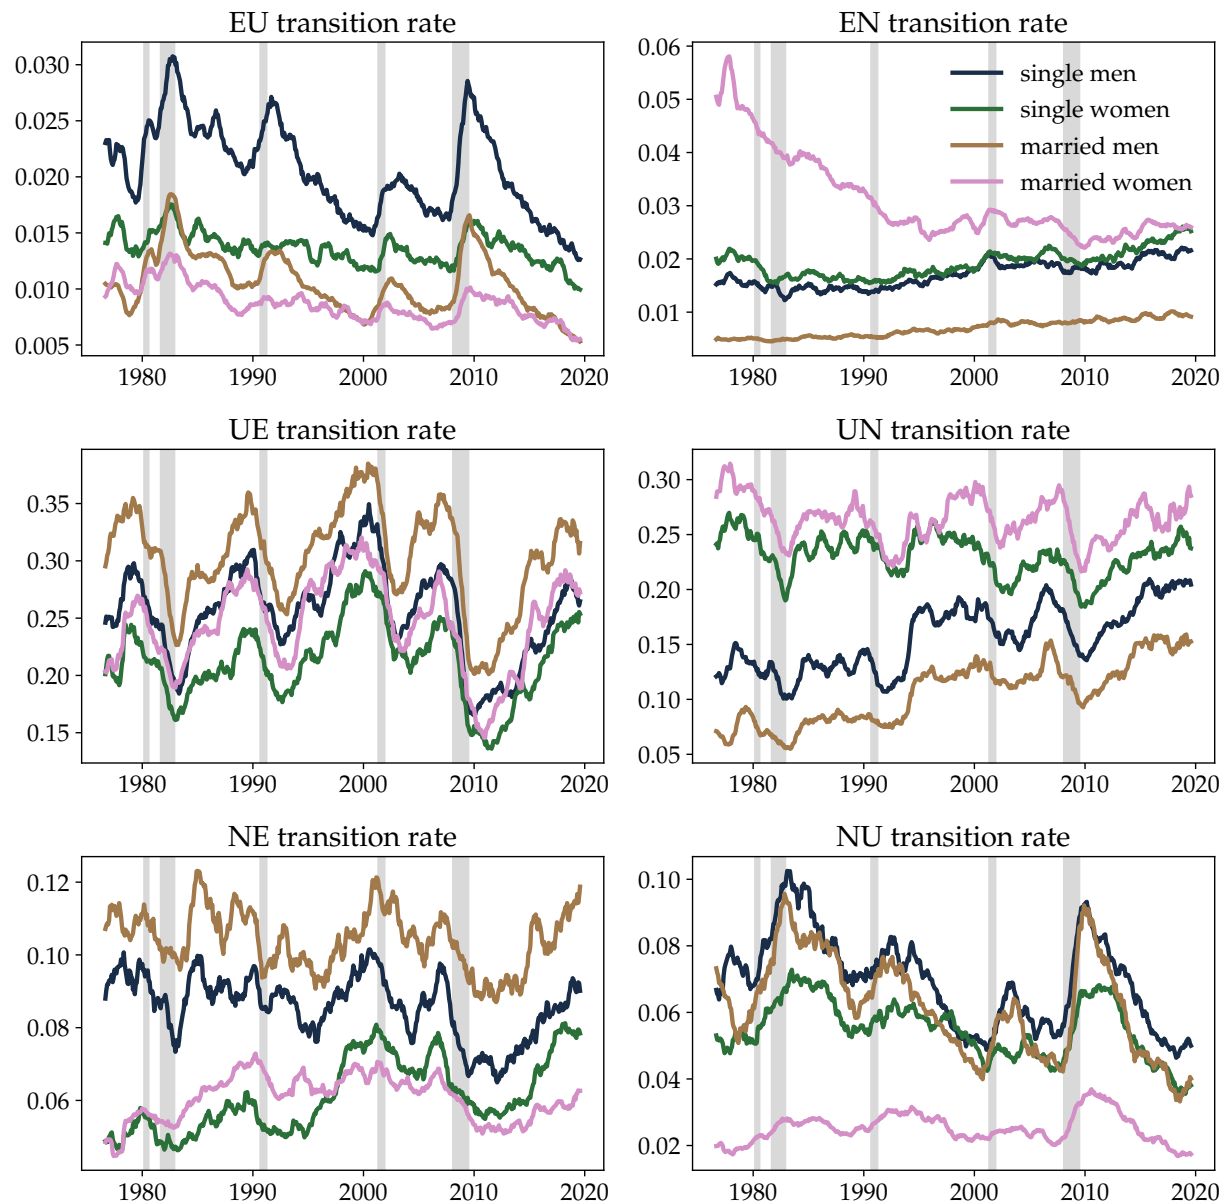 EU transition rate
0.030
0.025
0.020
0.015
0.010
0.005
1980 1990 2000 2010 2020
EN transition rate
0.06
0.05
0.04
0.03
0.02
0.01
single men
single women
married men
married women
1980 1990 2000 2010 2020
UE transition rate
0.35
0.30
0.25
0.20
0.15
1980 1990 2000 2010 2020
UN transition rate
0.30
0.25
0.20
0.15
0.10
0.05
1980 1990 2000 2010 2020
NE transition rate
0.12
0.10
0.08
0.06
1980 1990 2000 2010 2020
NU transition rate
0.10
0.08
0.06
0.04
0.02
1980 1990 2000 2010 2020